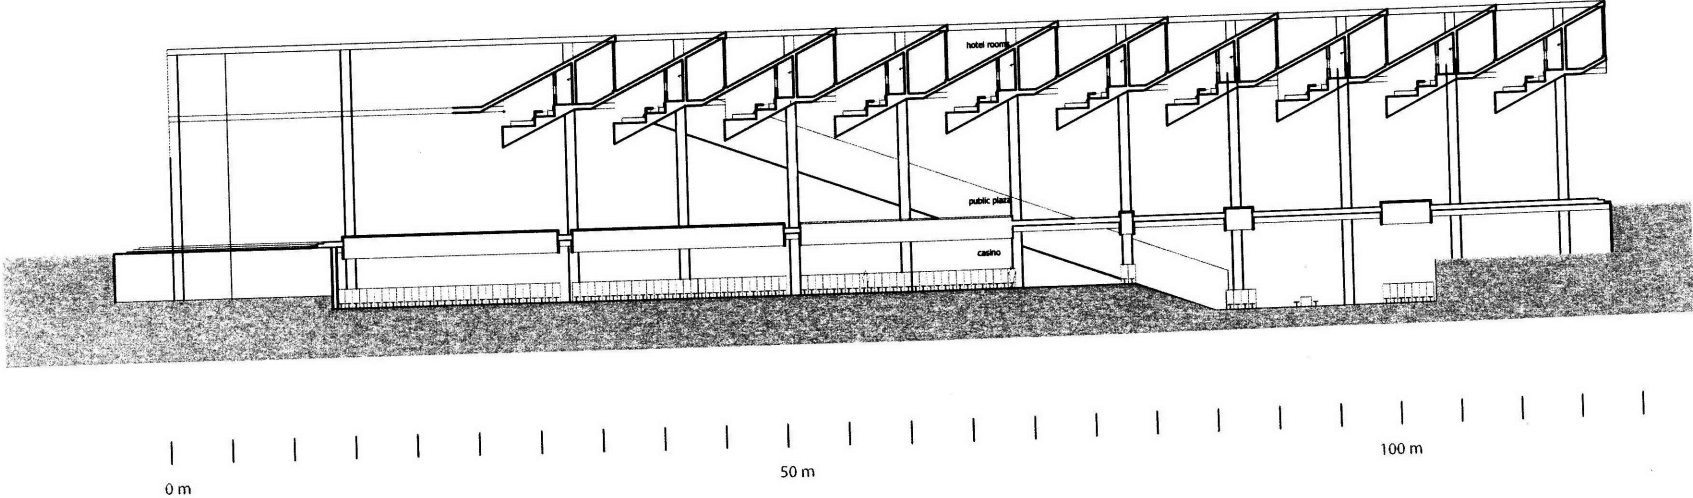 hotel rooms
public plaza
casino
0 m
50 m
100 m